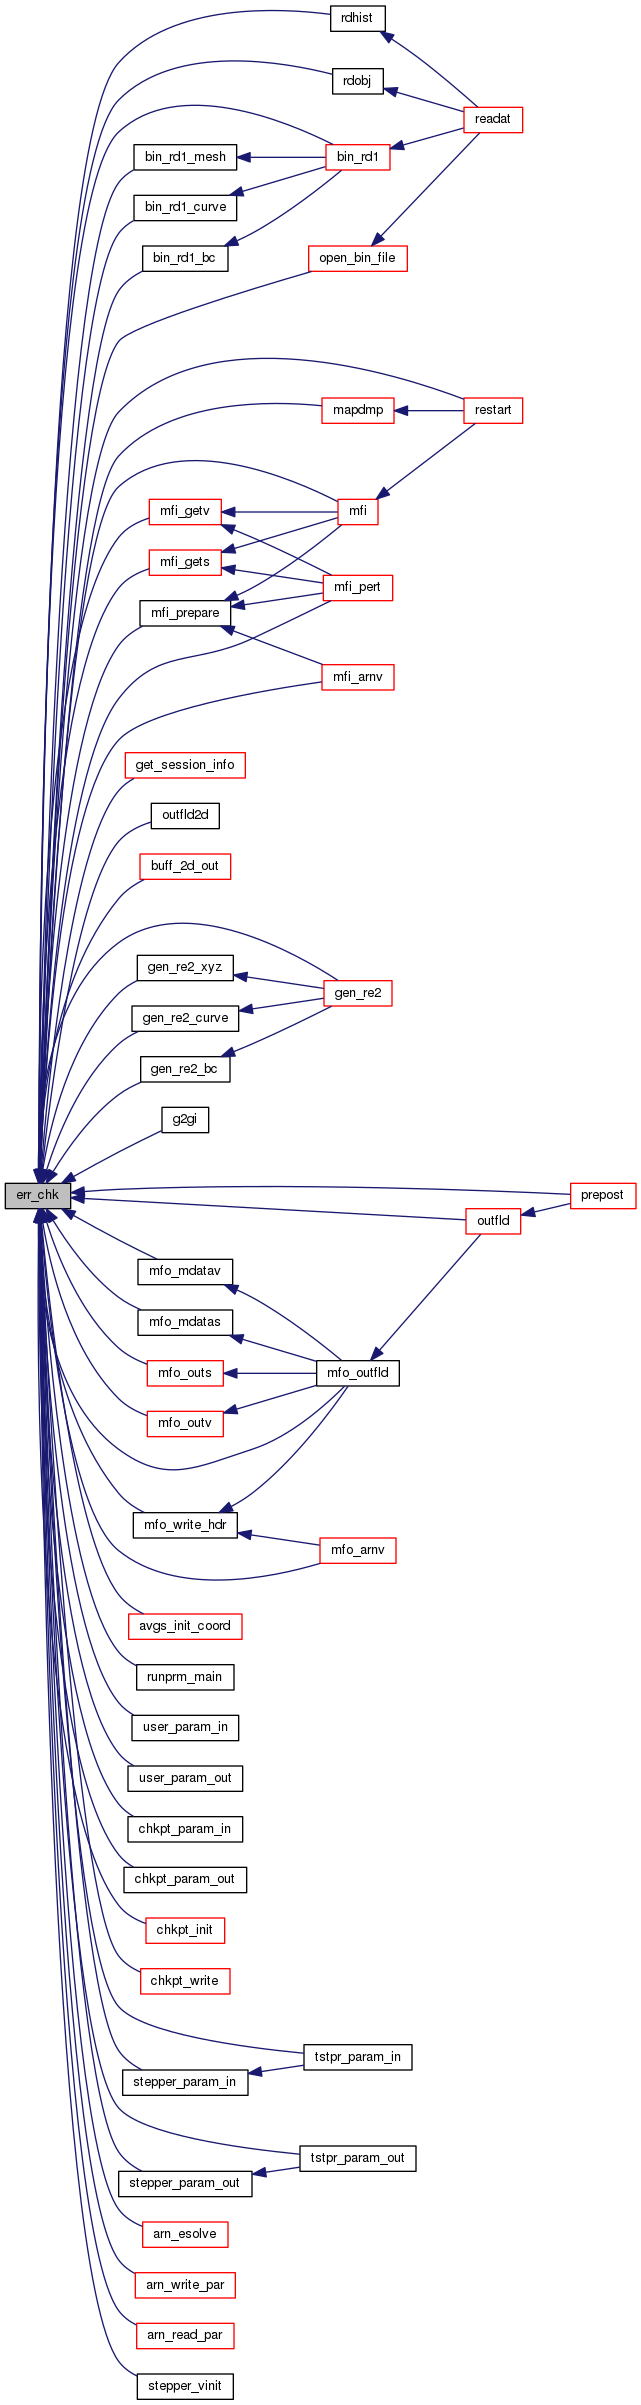 rdhist
rdobj
readat
bin_rd1_mesh
bin_rd1
bin_rd1_curve
bin_rd1_bc
open_bin_file
mapdmp
restart
mfi_getv
mfi
mfi_gets
mfi_pert
mfi_prepare
mfi_arnv
get_session_info
outfld2d
buff_2d_out
gen_re2_xyz
gen_re2
gen_re2_curve
gen_re2_bc
g2gi
err_chk
prepost
outfld
mfo_mdatav
mfo_mdatas
mfo_outs
mfo_outfld
mfo_outv
mfo_write_hdr
mfo_arnv
avgs_init_coord
runprm_main
user_param_in
user_param_out
chkpt_param_in
chkpt_param_out
chkpt_init
chkpt_write
tstpr_param_in
stepper_param_in
tstpr_param_out
stepper_param_out
arn_esolve
arn_write_par
arn_read_par
stepper_vinit